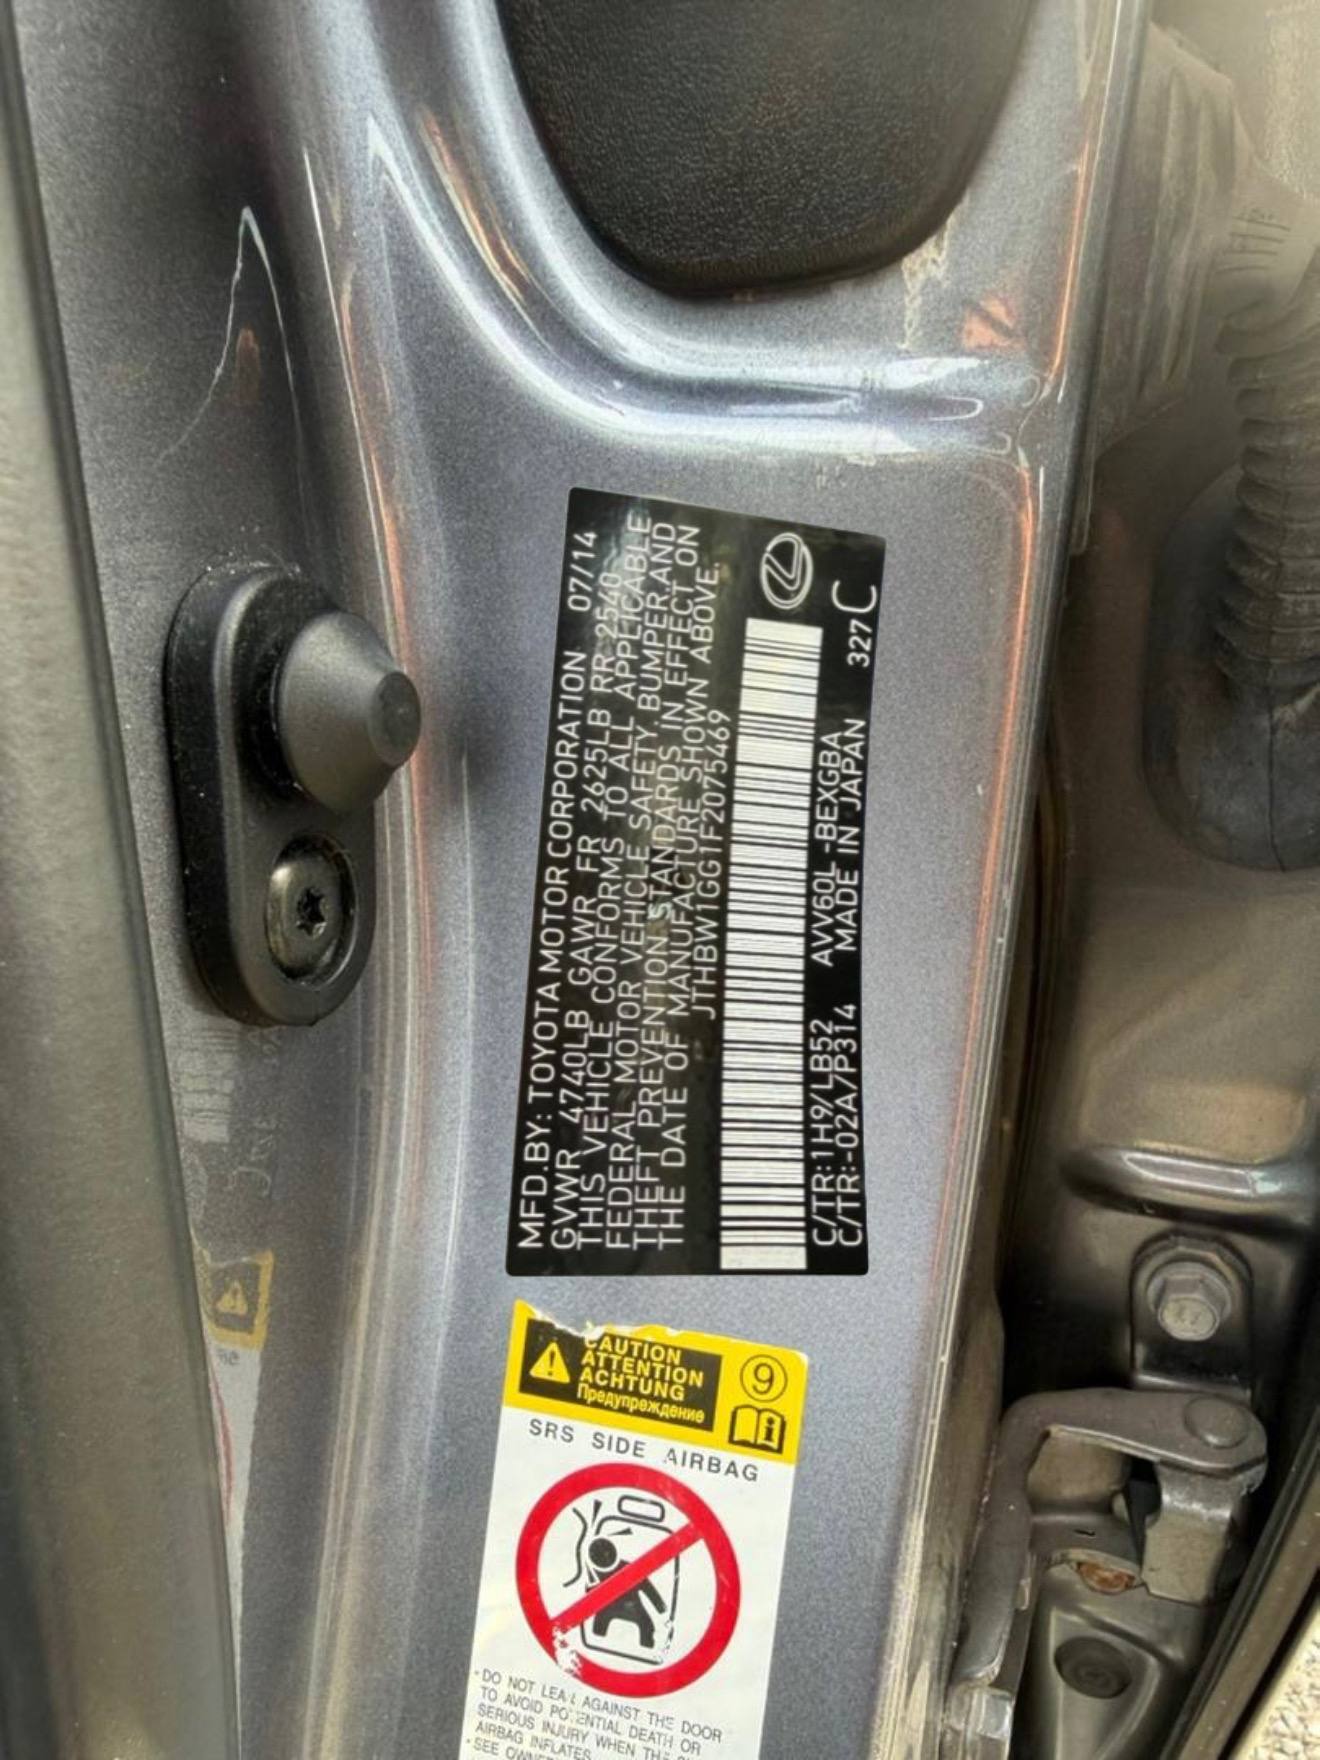 MFD.BY: TOYOTA MOTOR CORPORATION 07/14
GVWR 4740LB GAWR FR 2625LB RR 2540
THIS VEHICLE CONFORMS TO ALL APPLICABLE
FEDERAL MOTOR VEHICLE SAFETY, BUMPER, AND
THEFT PREVENTION STANDARDS IN EFFECT ON
THE DATE OF MANUFACTURE SHOWN ABOVE.
JTHBW1GG1F2075469
C/TR:1H9/LB52 AVV60L-BEXGBA
C/TR:-02A/7P314 MADE IN JAPAN 327C
CAUTION
ATTENTION
ACHTUNG
Предупреждение
9
SRS SIDE AIRBAG
-DO NOT LEAN AGAINST THE DOOR
TO AVOID POTENTIAL DEATH OR
SERIOUS INJURY WHEN THE
AIRBAG INFLATES
-SEE